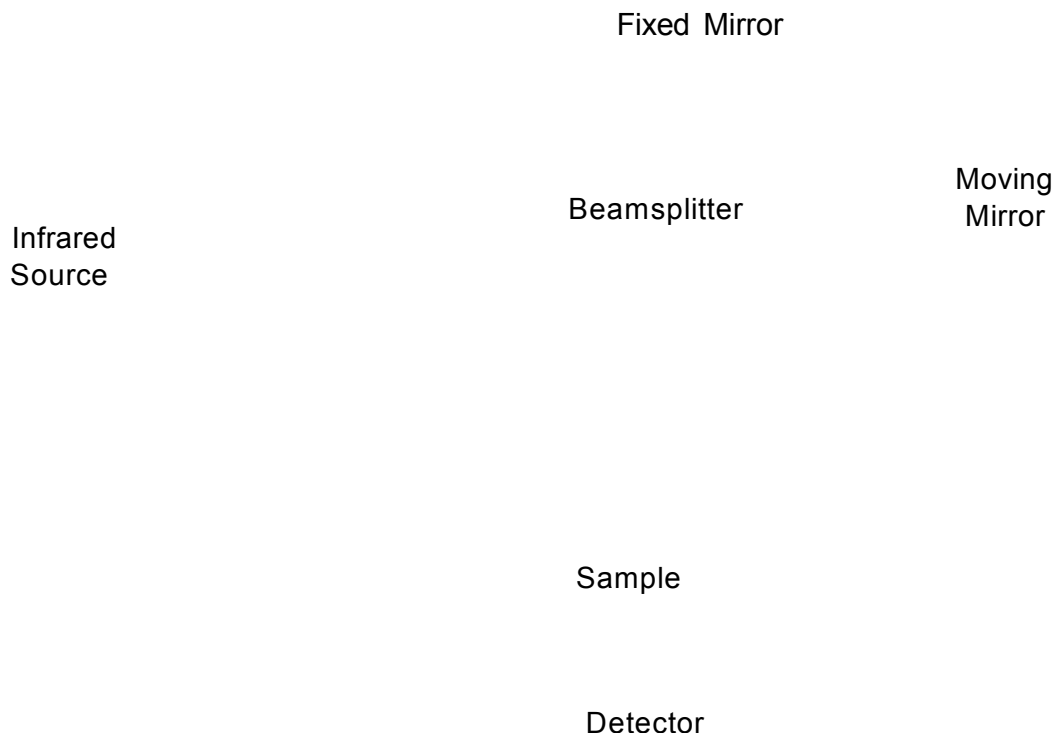 Fixed Mirror
Moving
Mirror
Beamsplitter
Infrared
Source
Sample
Detector